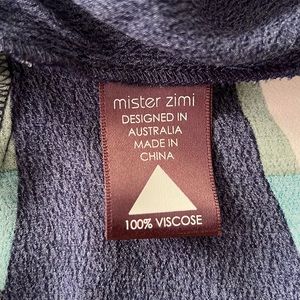 mister zimi
DESIGNED IN
AUSTRALIA
MADE IN
CHINA
100% VISCOSE